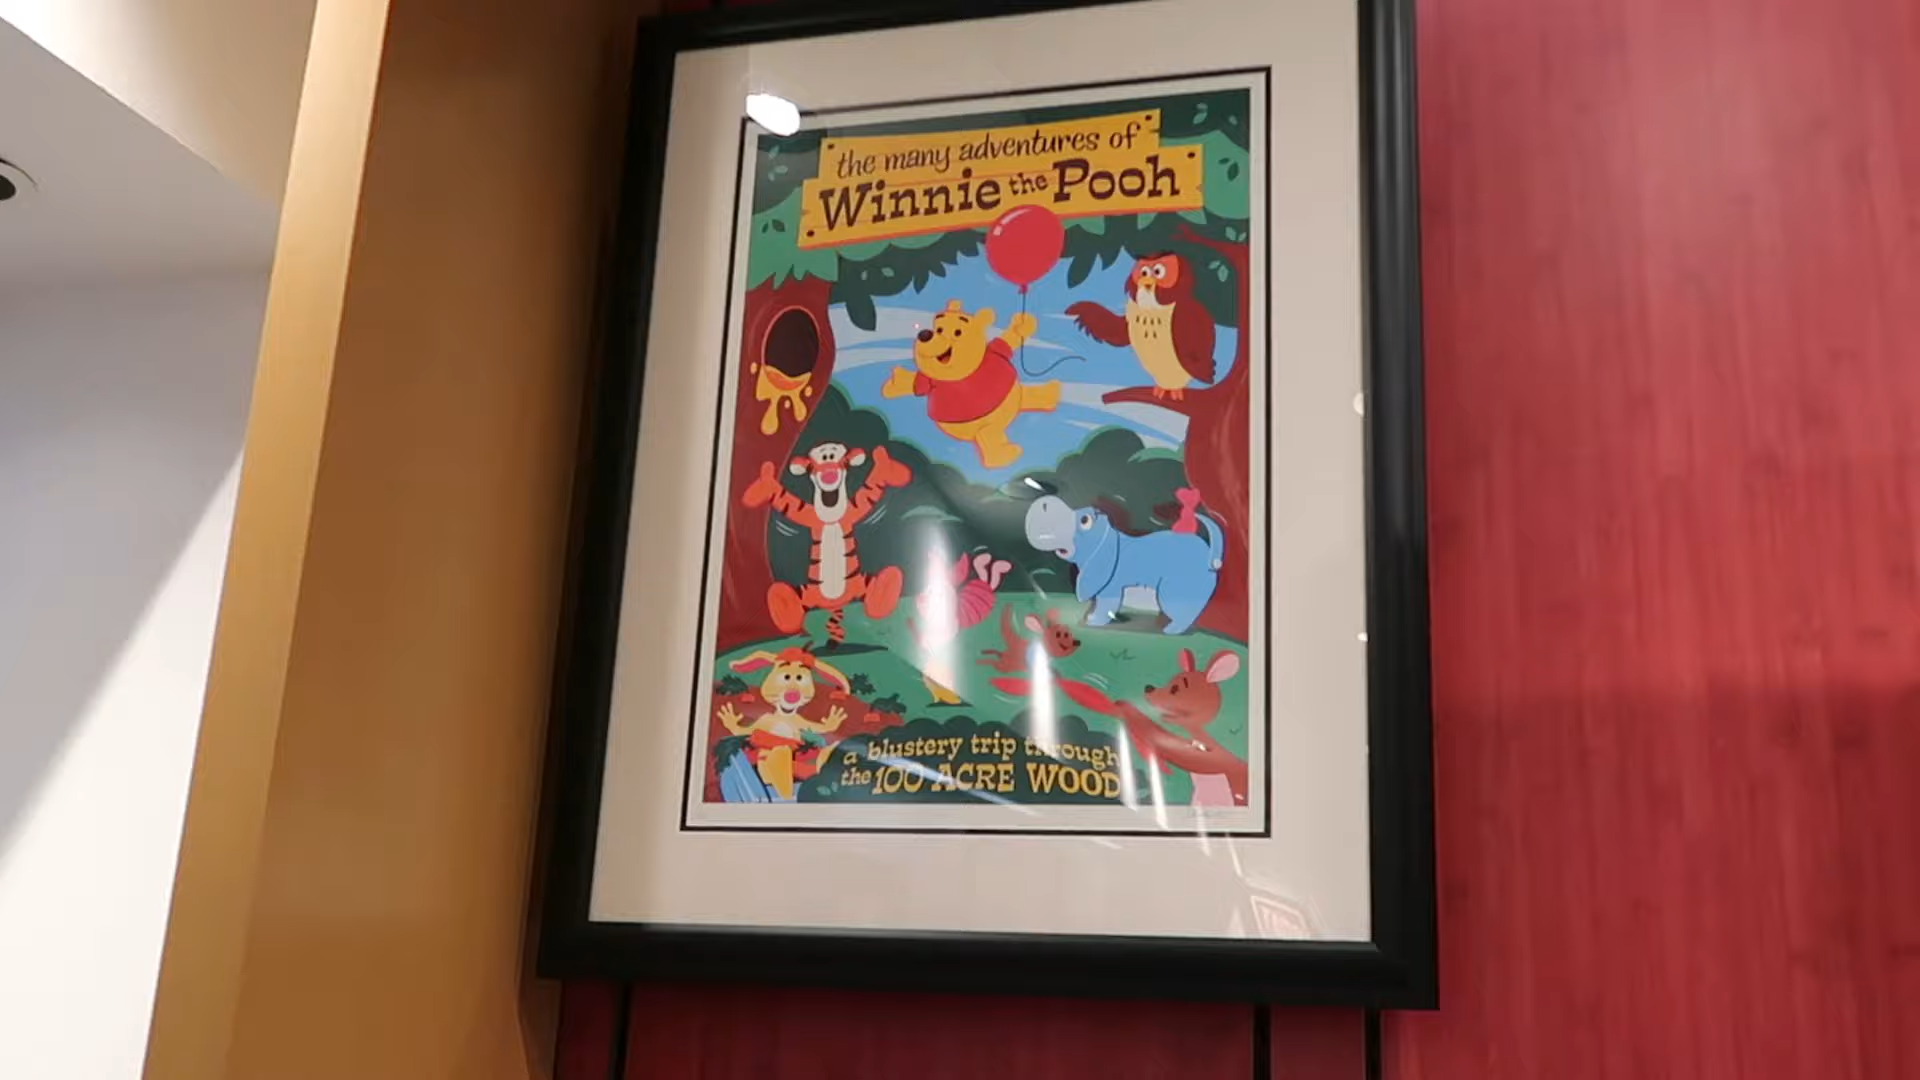 the many adventures of
Winnie the Pooh
a blustery trip through
the 100 ACRE WOOD